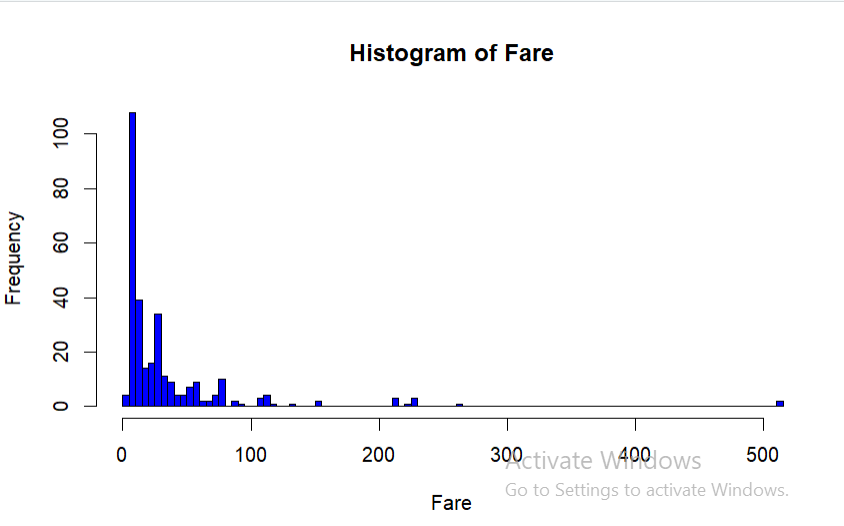 Histogram of Fare
Frequency
100
80
60
40
20
0
0 100 200 300 400 500
Fare
Activate Windows
Go to Settings to activate Windows.